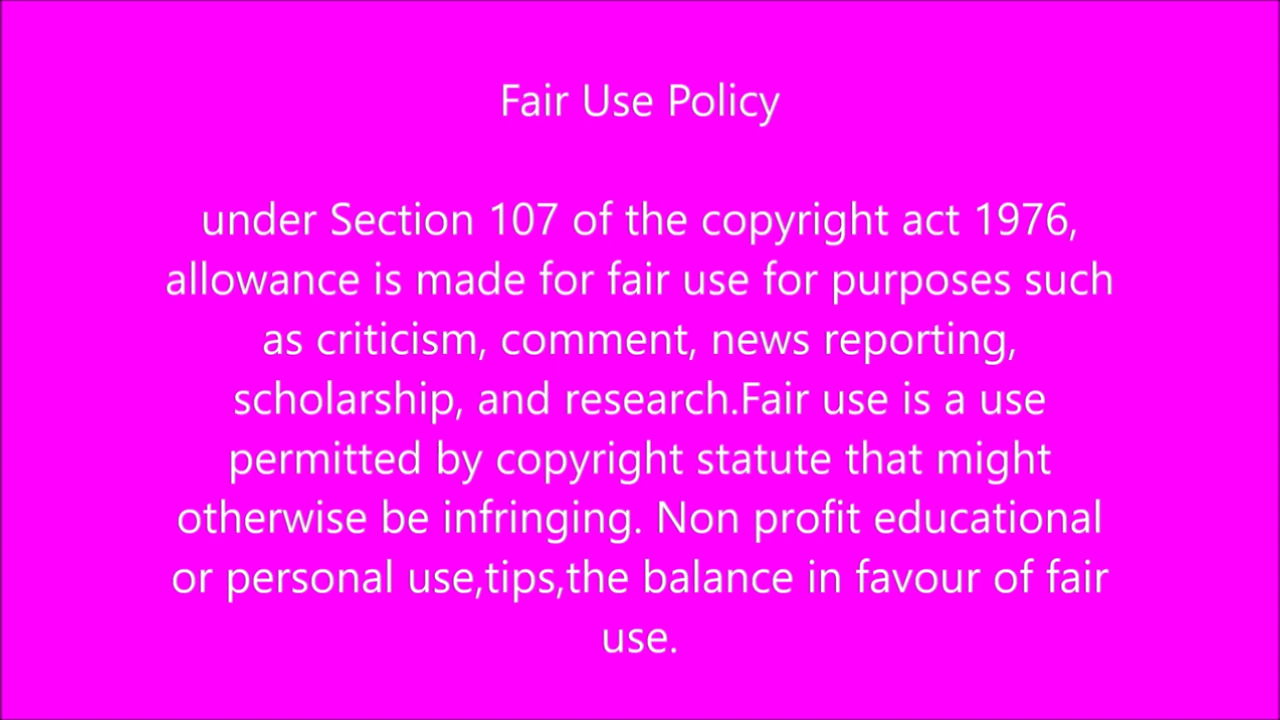 Fair Use Policy
under Section 107 of the copyright act 1976,
allowance is made for fair use for purposes such
as criticism, comment, news reporting,
scholarship, and research.Fair use is a use
permitted by copyright statute that might
otherwise be infringing. Non profit educational
or personal use,tips,the balance in favour of fair
use.